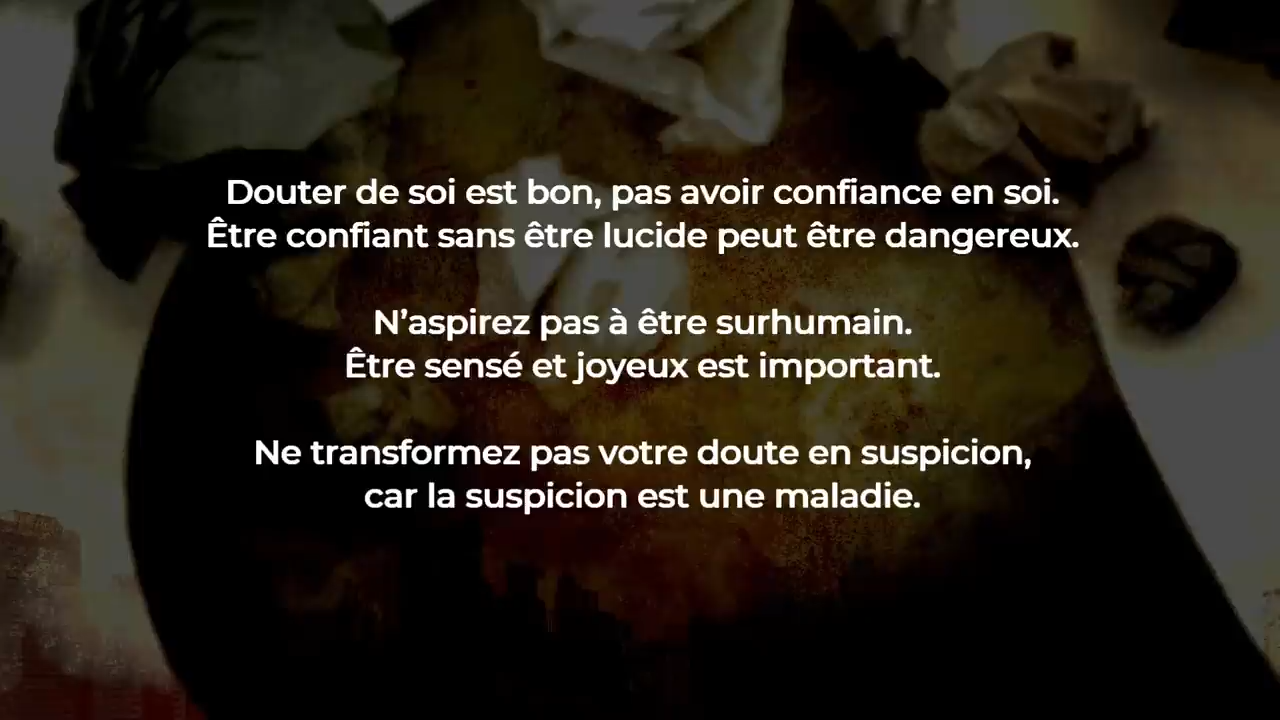 Douter de soi est bon, pas avoir confiance en soi.
Être confiant sans être lucide peut être dangereux.
N’aspirez pas à être surhumain.
Être sensé et joyeux est important.
Ne transformez pas votre doute en suspicion,
car la suspicion est une maladie.